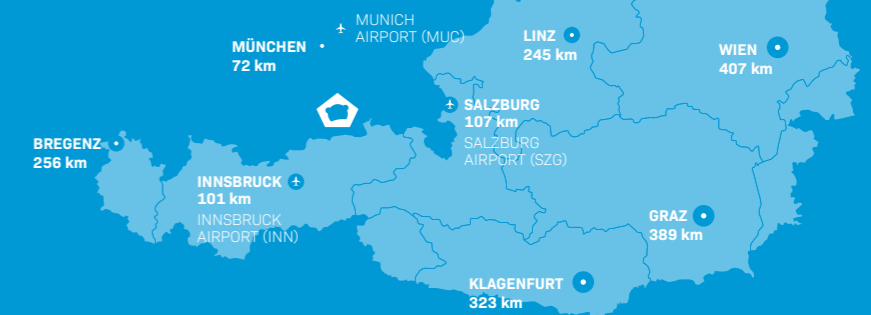 MUNICH
AIRPORT (MUC)
MÜNCHEN
72 km
LINZ
245 km
WIEN
407 km
SALZBURG
107 km
SALZBURG
AIRPORT (SZG)
BREGENZ
256 km
INNSBRUCK
101 km
INNSBRUCK
AIRPORT (INN)
GRAZ
389 km
KLAGENFURT
323 km